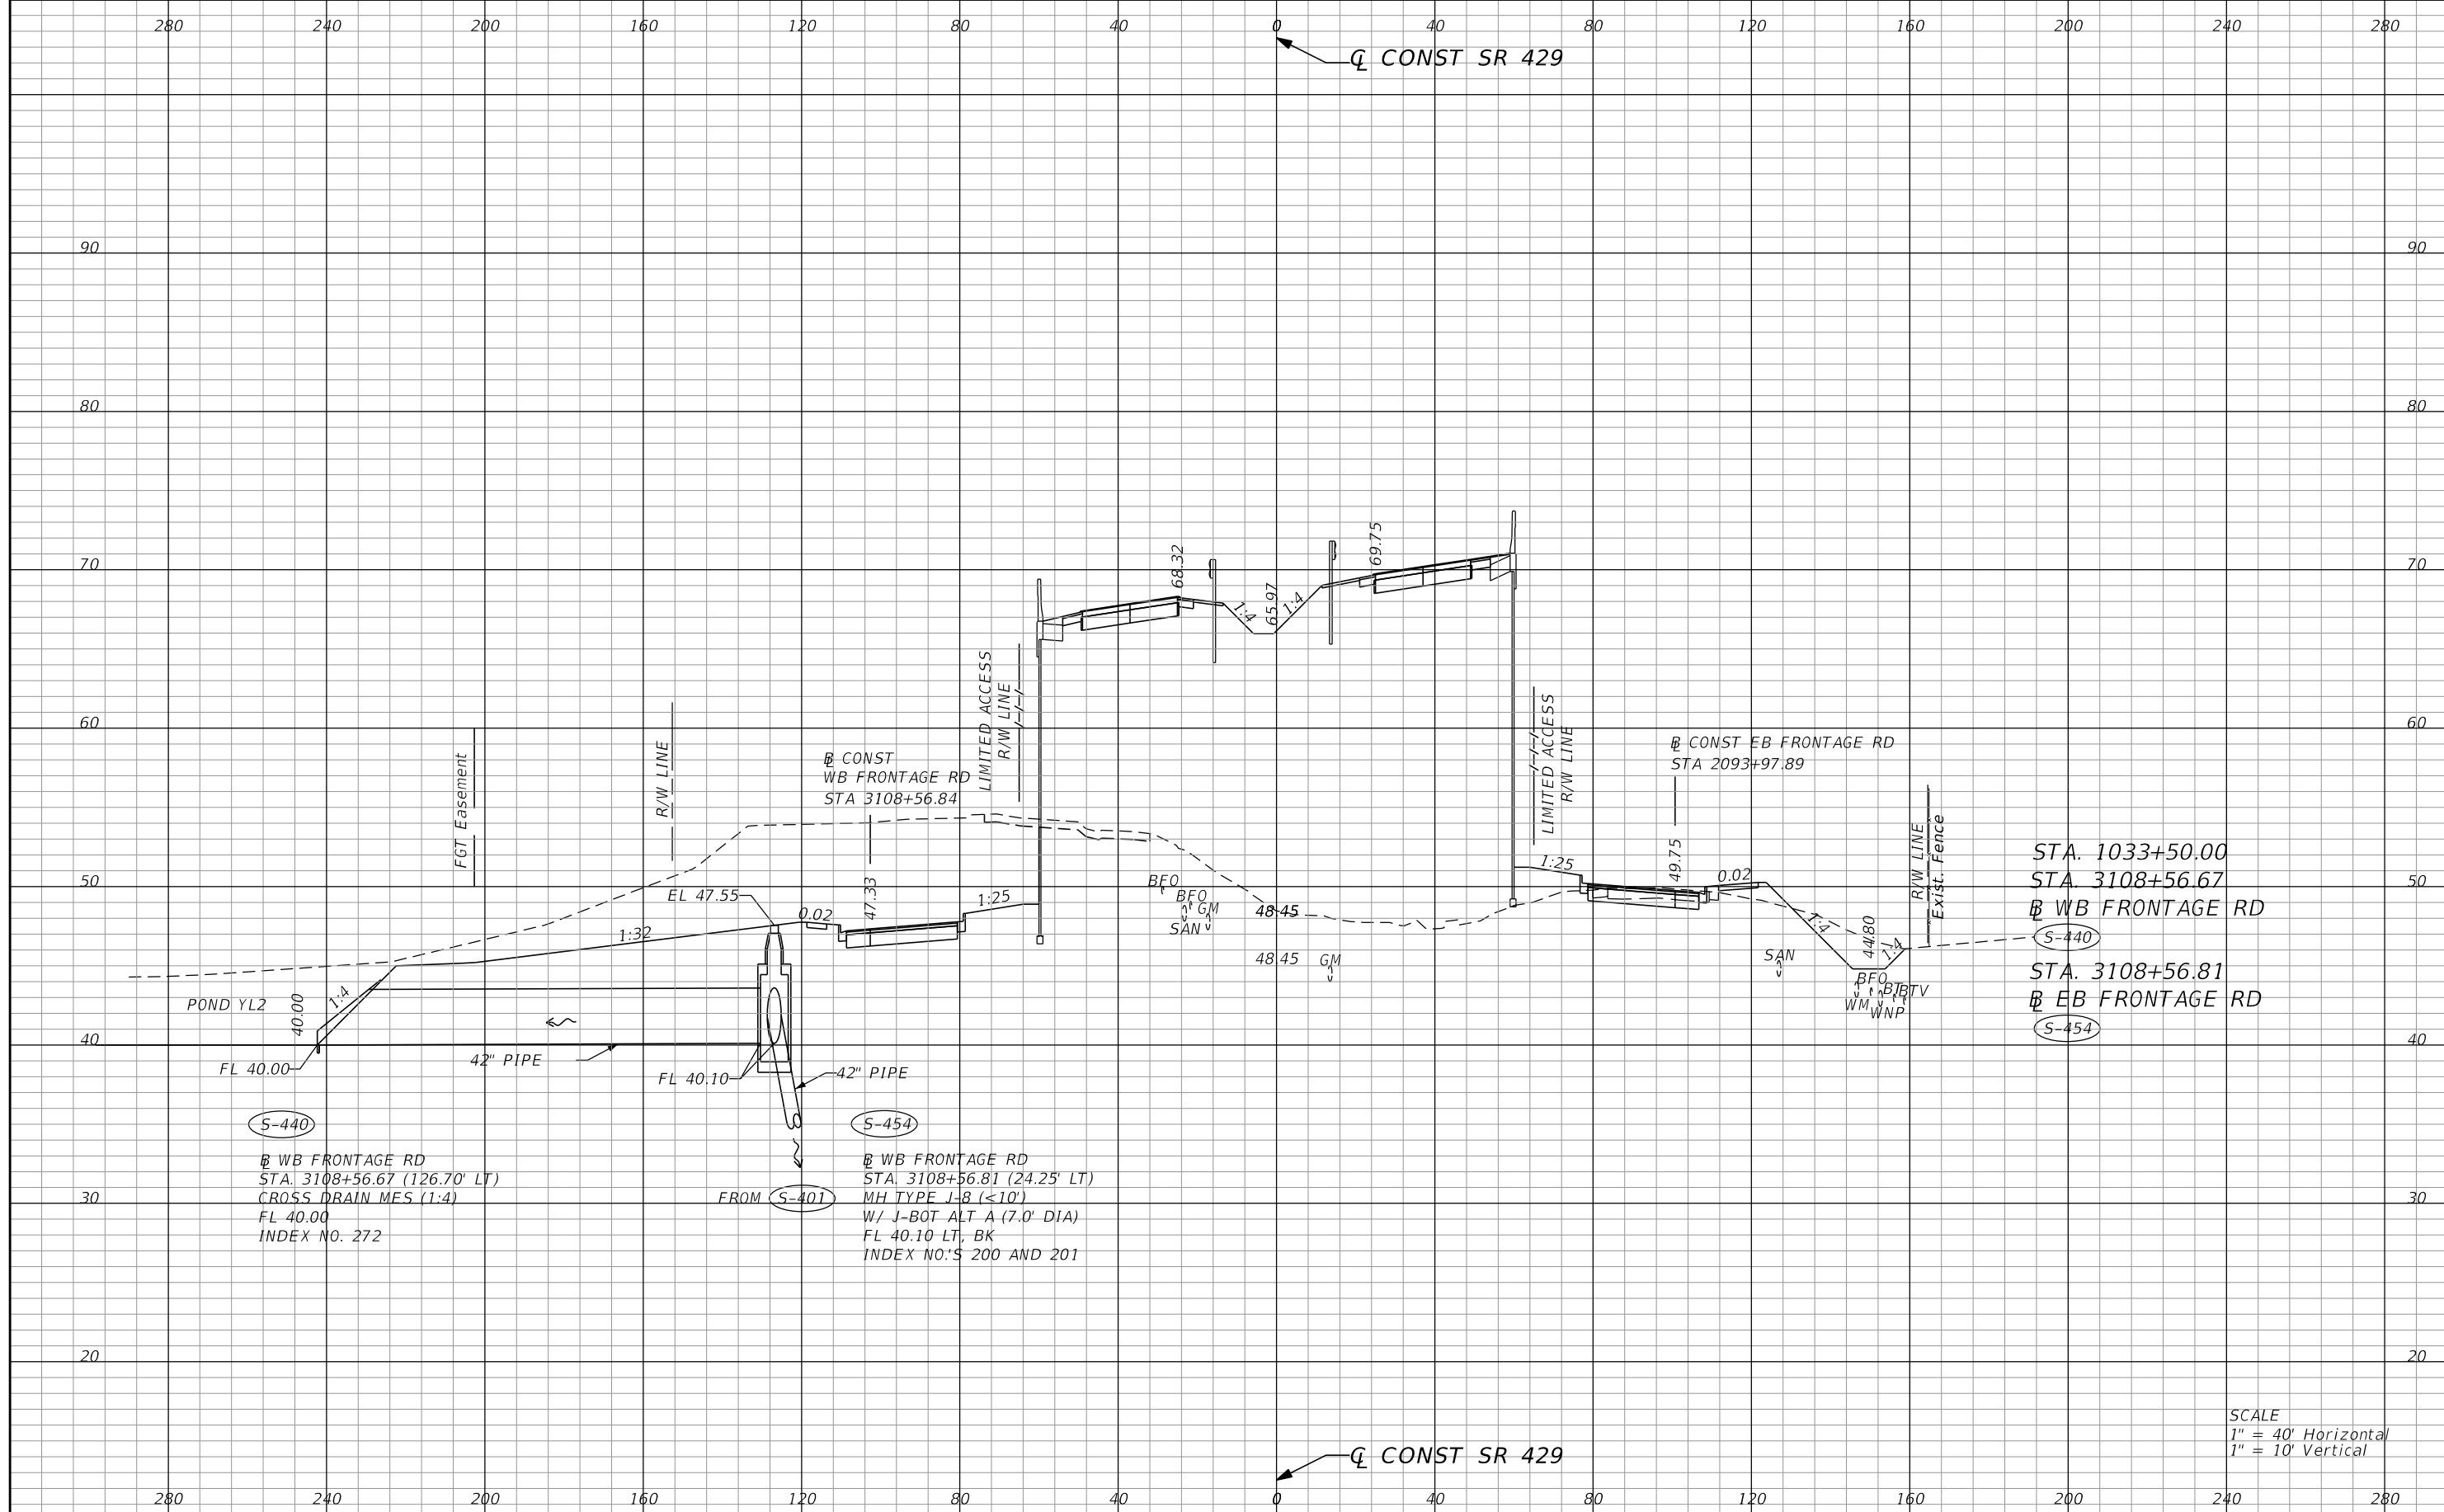 280 240 200 160 120 80 40 0 40 80 120 160 200 240 280
℄ CONST SR 429
90 90
80 80
70 70
60 60
50 50
40 40
30 30
20 20
68.32
69.75
65.97
1:4
1:4
LIMITED ACCESS
R/W LINE
LIMITED ACCESS
R/W LINE
FGT Easement
R/W LINE
BL CONST
WB FRONTAGE RD
STA 3108+56.84
BL CONST EB FRONTAGE RD
STA 2093+97.89
R/W LINE
Exist. Fence
EL 47.55
47.33
0.02
1:32
1:25
BFO
BFO
GM
SAN
48.45
48.45
GM
1:25
49.75
0.02
1:4
44.80
1:4
SAN
BFO
BT
BTV
WM
WNP
STA. 1033+50.00
STA. 3108+56.67
BL WB FRONTAGE RD
S-440
STA. 3108+56.81
BL EB FRONTAGE RD
S-454
POND YL2
40.00
1:4
FL 40.00
42" PIPE
FL 40.10
42" PIPE
S-440
BL WB FRONTAGE RD
STA. 3108+56.67 (126.70' LT)
CROSS DRAIN MES (1:4)
FL 40.00
INDEX NO. 272
FROM S-401
S-454
BL WB FRONTAGE RD
STA. 3108+56.81 (24.25' LT)
MH TYPE J-8 (<10')
W/ J-BOT ALT A (7.0' DIA)
FL 40.10 LT, BK
INDEX NO.'S 200 AND 201
SCALE
1" = 40' Horizontal
1" = 10' Vertical
℄ CONST SR 429
280 240 200 160 120 80 40 0 40 80 120 160 200 240 280